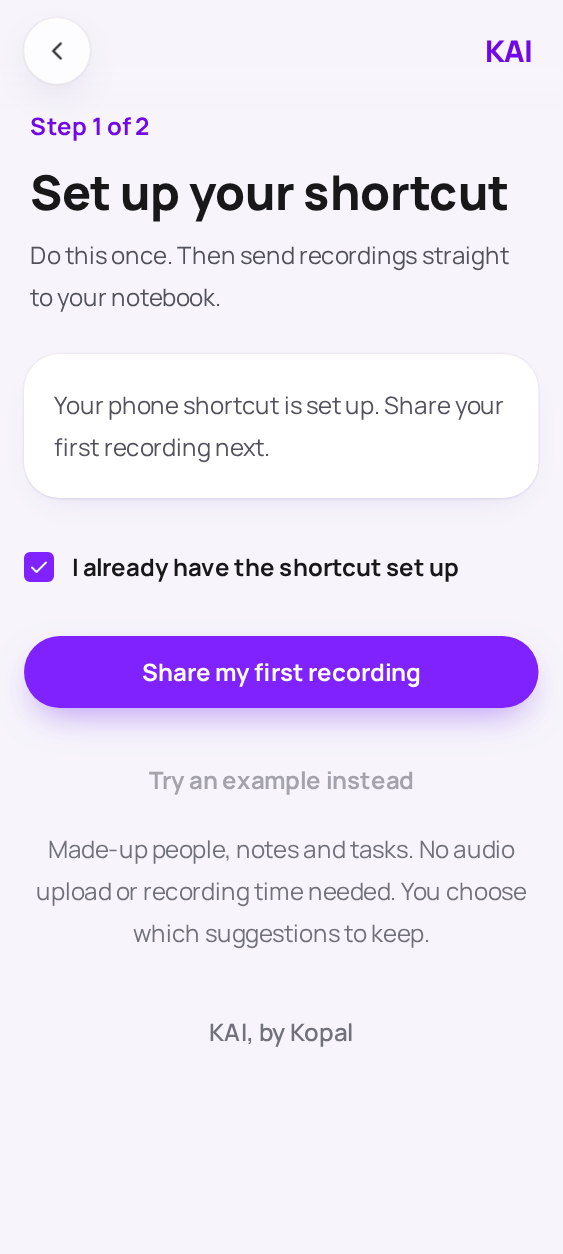 KAI
Step 1 of 2
Set up your shortcut
Do this once. Then send recordings straight
to your notebook.
Your phone shortcut is set up. Share your
first recording next.
I already have the shortcut set up
Share my first recording
Try an example instead
Made-up people, notes and tasks. No audio
upload or recording time needed. You choose
which suggestions to keep.
KAI, by Kopal